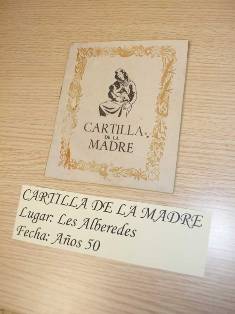 CARTILLA
DE LA
MADRE
CARTILLA DE LA MADRE
Lugar: Les Alberedes
Fecha: Años 50